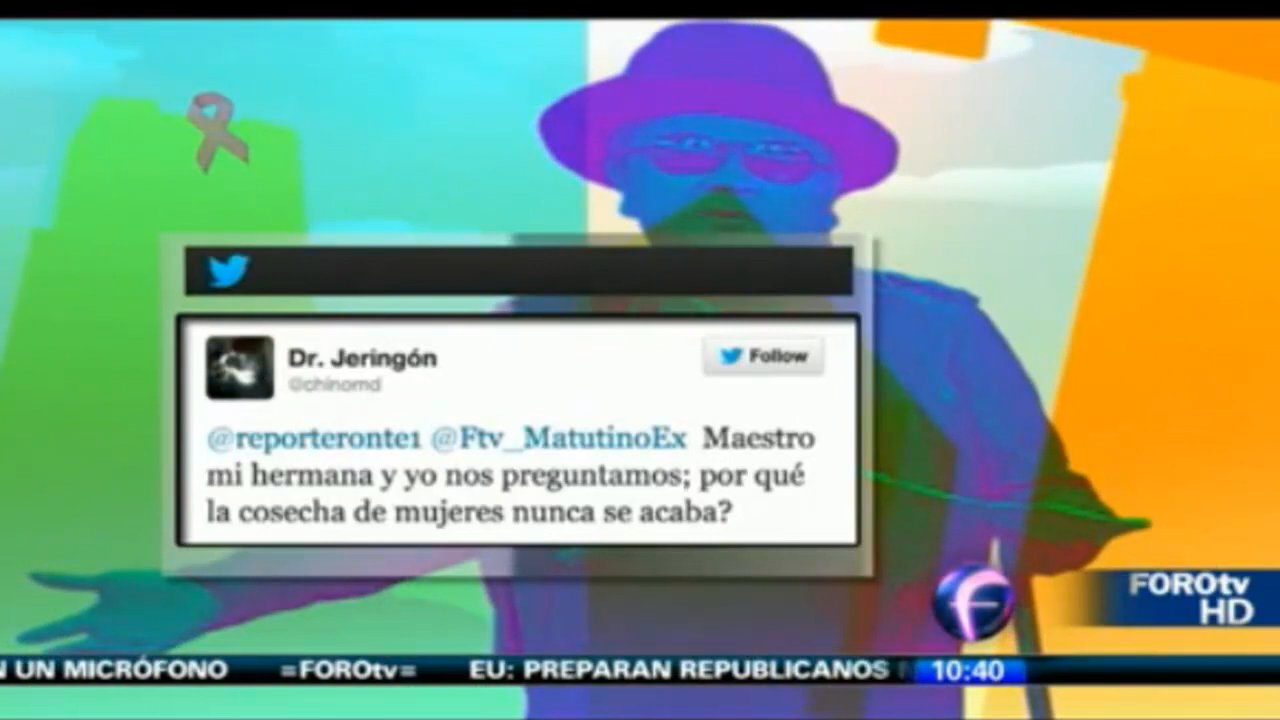 Dr. Jeringón
@chinomd
Follow
@reporteronte1 @Ftv_MatutinoEx Maestro
mi hermana y yo nos preguntamos; por qué
la cosecha de mujeres nunca se acaba?
FOROtv
HD
N UN MICRÓFONO =FOROtv= EU: PREPARAN REPUBLICANOS
10:40